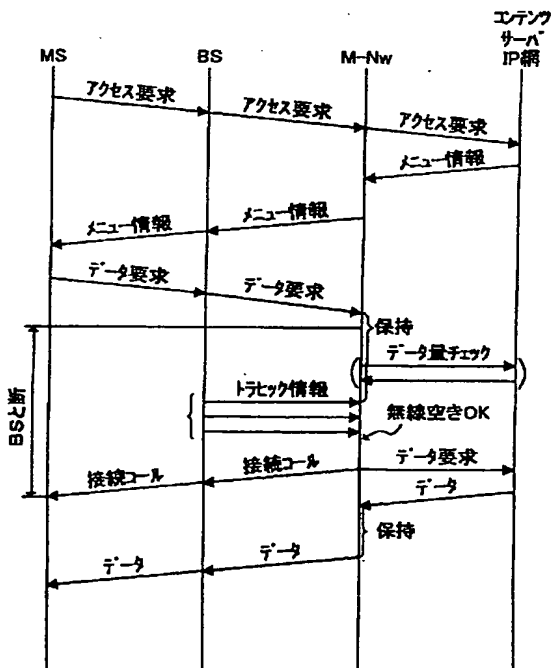 コンテンツ
サーバ
IP網
MS
BS
M-Nw
アクセス要求
アクセス要求
アクセス要求
メニュー情報
メニュー情報
メニュー情報
データ要求
データ要求
保持
データ量チェック
トラヒック情報
無線空きOK
BSと断
接続コール
接続コール
データ要求
データ
保持
データ
データ